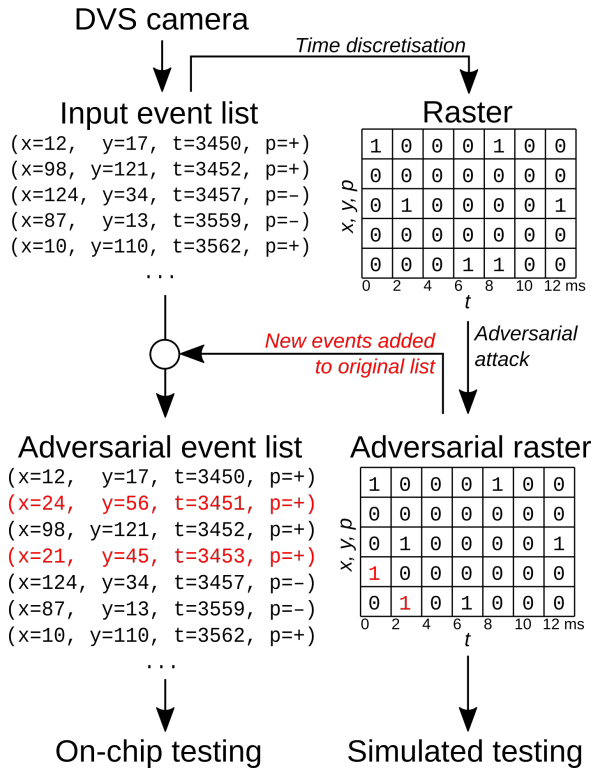 DVS camera
Time discretisation
Input event list
(x=12,  y=17, t=3450, p=+)
(x=98, y=121, t=3452, p=+)
(x=124, y=34, t=3457, p=–)
(x=87,  y=13, t=3559, p=–)
(x=10, y=110, t=3562, p=+)
...
Raster
x, y, p
1 0 0 0 1 0 0
0 0 0 0 0 0 0
0 1 0 0 0 0 1
0 0 0 0 0 0 0
0 0 0 1 1 0 0
0 2 4 6 8 10 12 ms
t
New events added
to original list
Adversarial
attack
Adversarial event list
(x=12,  y=17, t=3450, p=+)
(x=24,  y=56, t=3451, p=+)
(x=98, y=121, t=3452, p=+)
(x=21,  y=45, t=3453, p=+)
(x=124, y=34, t=3457, p=–)
(x=87,  y=13, t=3559, p=–)
(x=10, y=110, t=3562, p=+)
...
Adversarial raster
x, y, p
1 0 0 0 1 0 0
0 0 0 0 0 0 0
0 1 0 0 0 0 1
1 0 0 0 0 0 0
0 1 0 1 0 0 0
0 2 4 6 8 10 12 ms
t
On-chip testing
Simulated testing